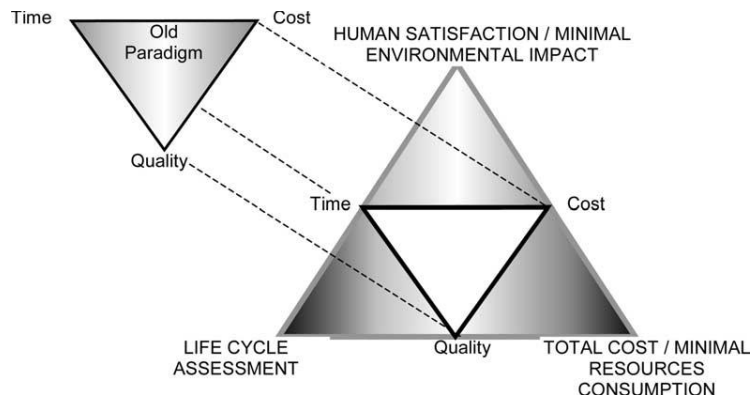 Time
Cost
Old
Paradigm
Quality
HUMAN SATISFACTION / MINIMAL
ENVIRONMENTAL IMPACT
Time
Cost
LIFE CYCLE
ASSESSMENT
Quality
TOTAL COST / MINIMAL
RESOURCES
CONSUMPTION